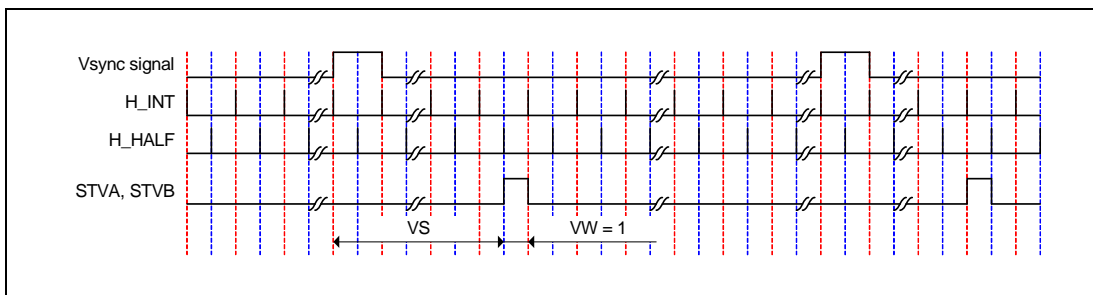 Vsync signal
H_INT
H_HALF
STVA, STVB
VS
VW = 1